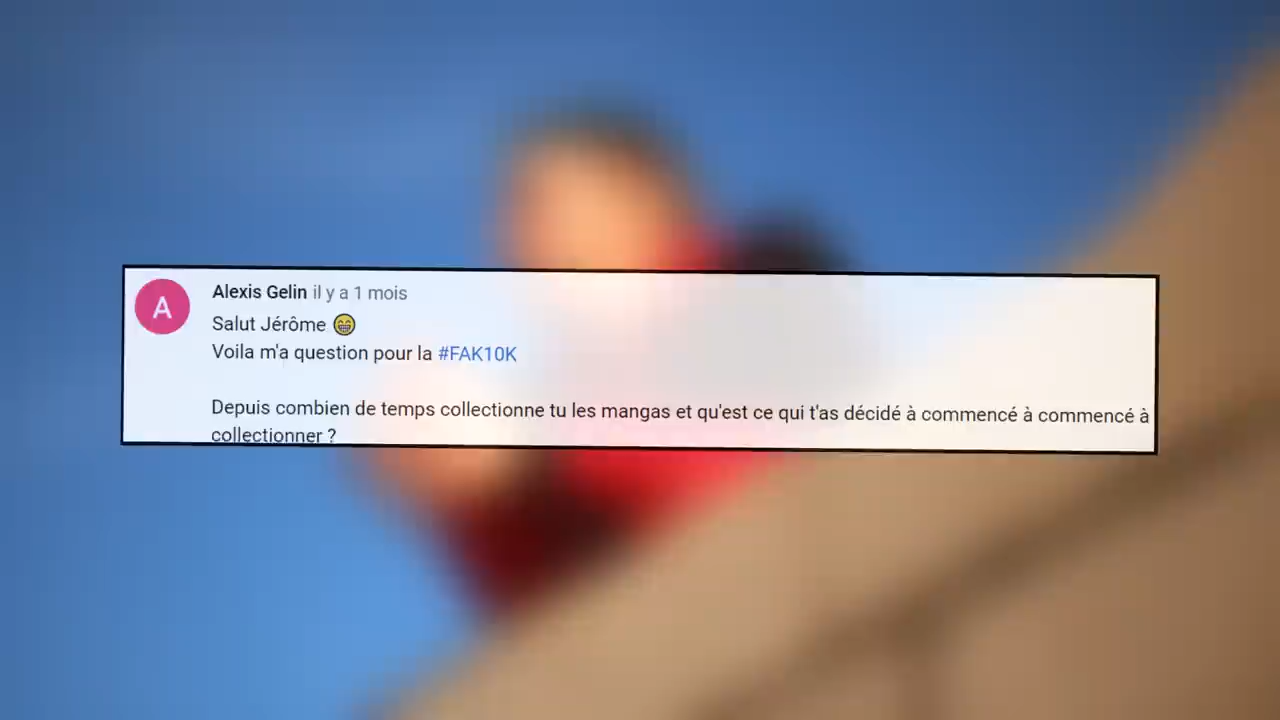 A
Alexis Gelin il y a 1 mois
Salut Jérôme 😁
Voila m'a question pour la #FAK10K
Depuis combien de temps collectionne tu les mangas et qu'est ce qui t'as décidé à commencé à commencé à
collectionner ?